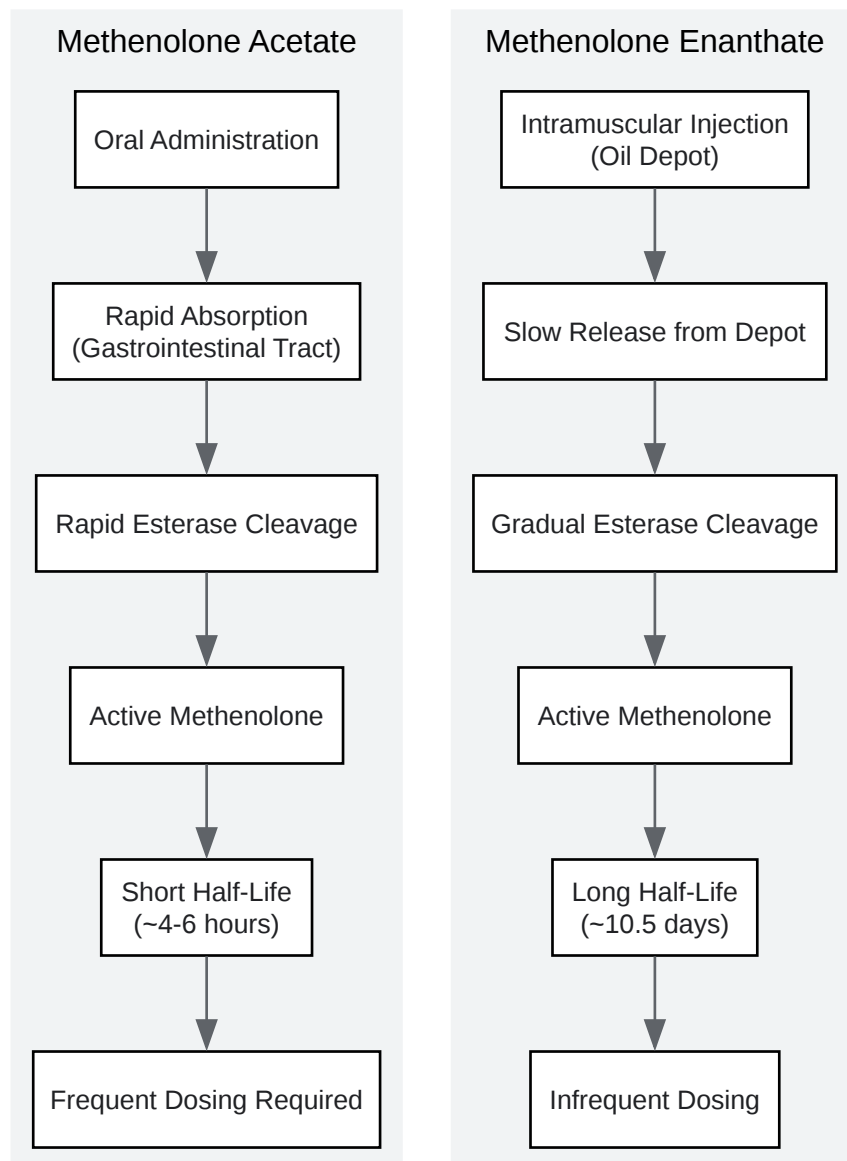 Methenolone Acetate
Oral Administration
Rapid Absorption
(Gastrointestinal Tract)
Rapid Esterase Cleavage
Active Methenolone
Short Half-Life
(~4-6 hours)
Frequent Dosing Required
Methenolone Enanthate
Intramuscular Injection
(Oil Depot)
Slow Release from Depot
Gradual Esterase Cleavage
Active Methenolone
Long Half-Life
(~10.5 days)
Infrequent Dosing